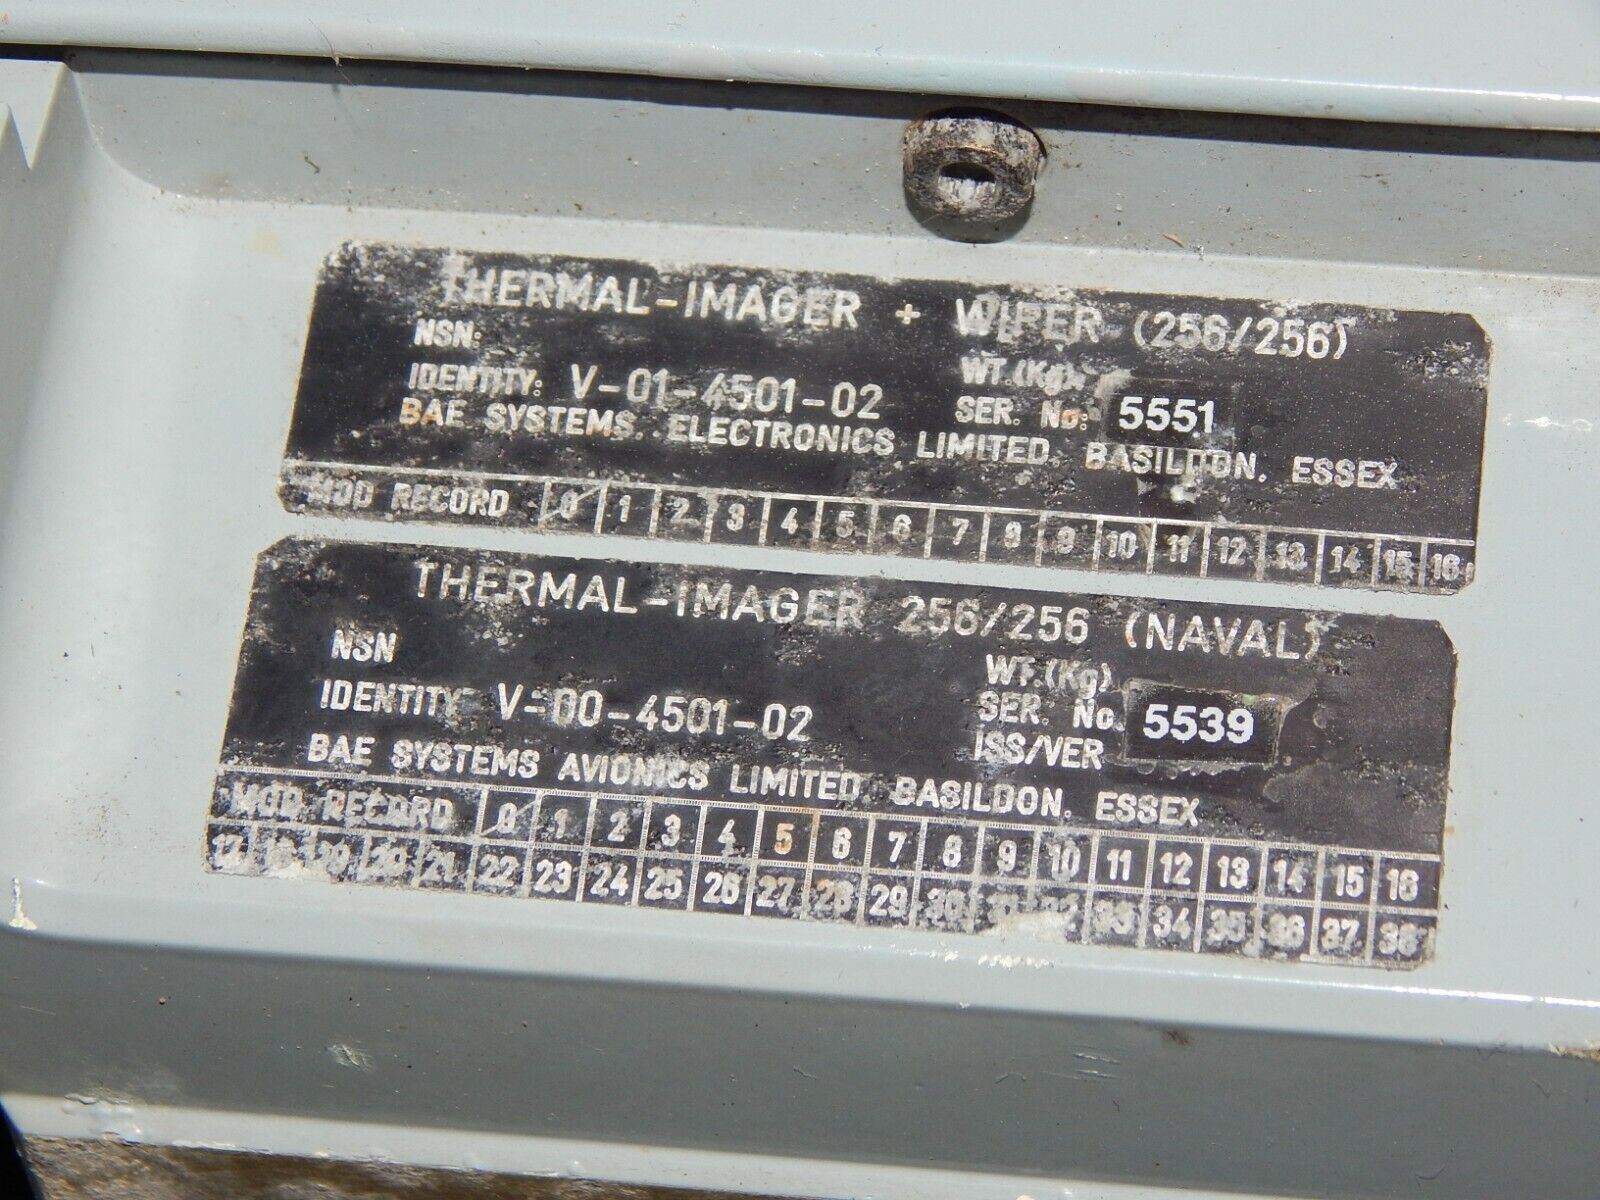 THERMAL-IMAGER + WIPER (256/256)
NSN: WT.(Kg).
IDENTITY: V-01-4501-02 SER. No: 5551
BAE SYSTEMS. ELECTRONICS LIMITED. BASILDON. ESSEX
MOD RECORD 0 1 2 3 4 5 6 7 8 9 10 11 12 13 14 15 16
THERMAL-IMAGER 256/256 (NAVAL)
NSN WT.(Kg)
IDENTITY V-00-4501-02 SER. No. 5539
ISS/VER
BAE SYSTEMS AVIONICS LIMITED. BASILDON. ESSEX
MOD RECORD 0 1 2 3 4 5 6 7 8 9 10 11 12 13 14 15 16
17 18 19 20 21 22 23 24 25 26 27 28 29 30 31 32 33 34 35 36 37 38